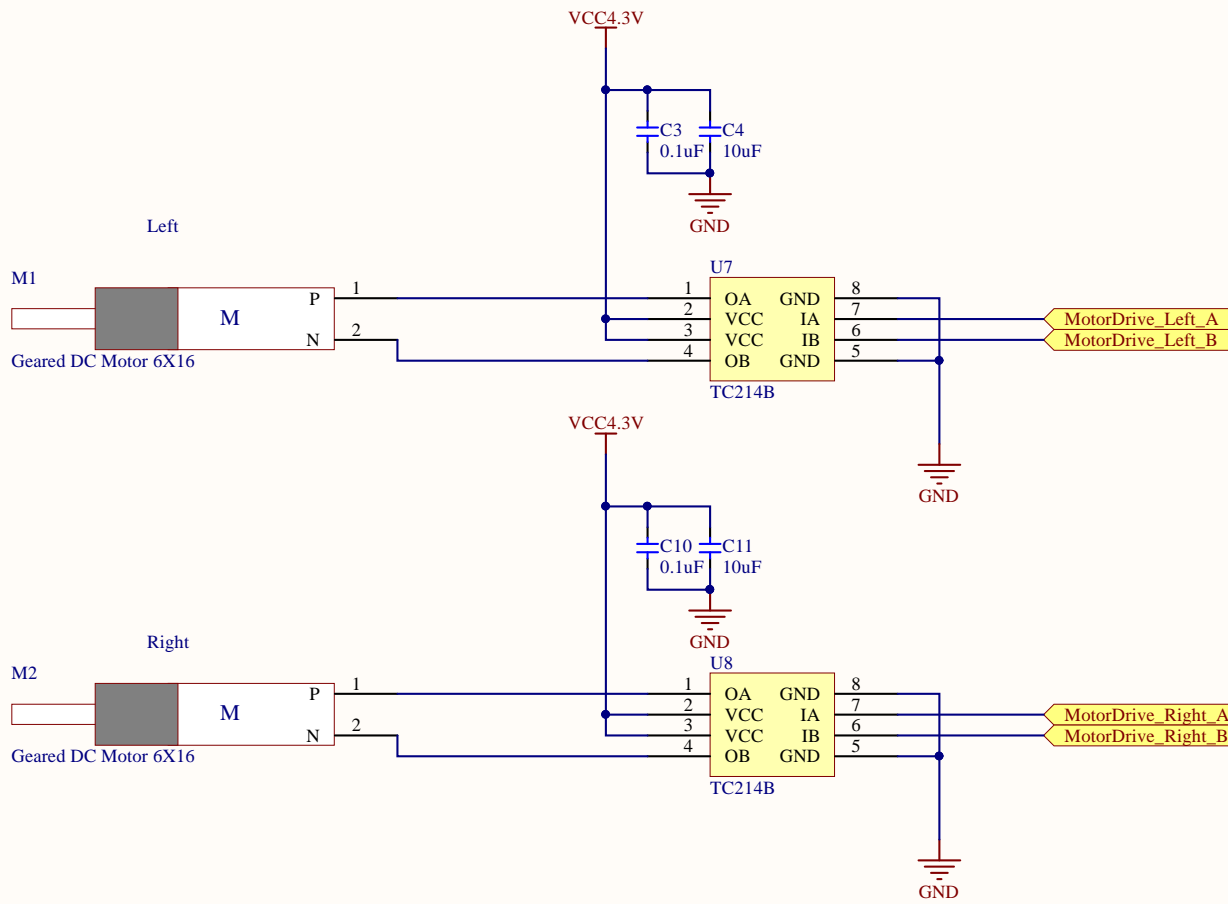 VCC4.3V
C3
0.1uF
C4
10uF
GND
Left
M1
P
1
M
N
2
Geared DC Motor 6X16
U7
1 OA GND 8
2 VCC IA 7
3 VCC IB 6
4 OB GND 5
TC214B
MotorDrive_Left_A
MotorDrive_Left_B
GND
VCC4.3V
C10
0.1uF
C11
10uF
GND
Right
M2
P
1
M
N
2
Geared DC Motor 6X16
U8
1 OA GND 8
2 VCC IA 7
3 VCC IB 6
4 OB GND 5
TC214B
MotorDrive_Right_A
MotorDrive_Right_B
GND